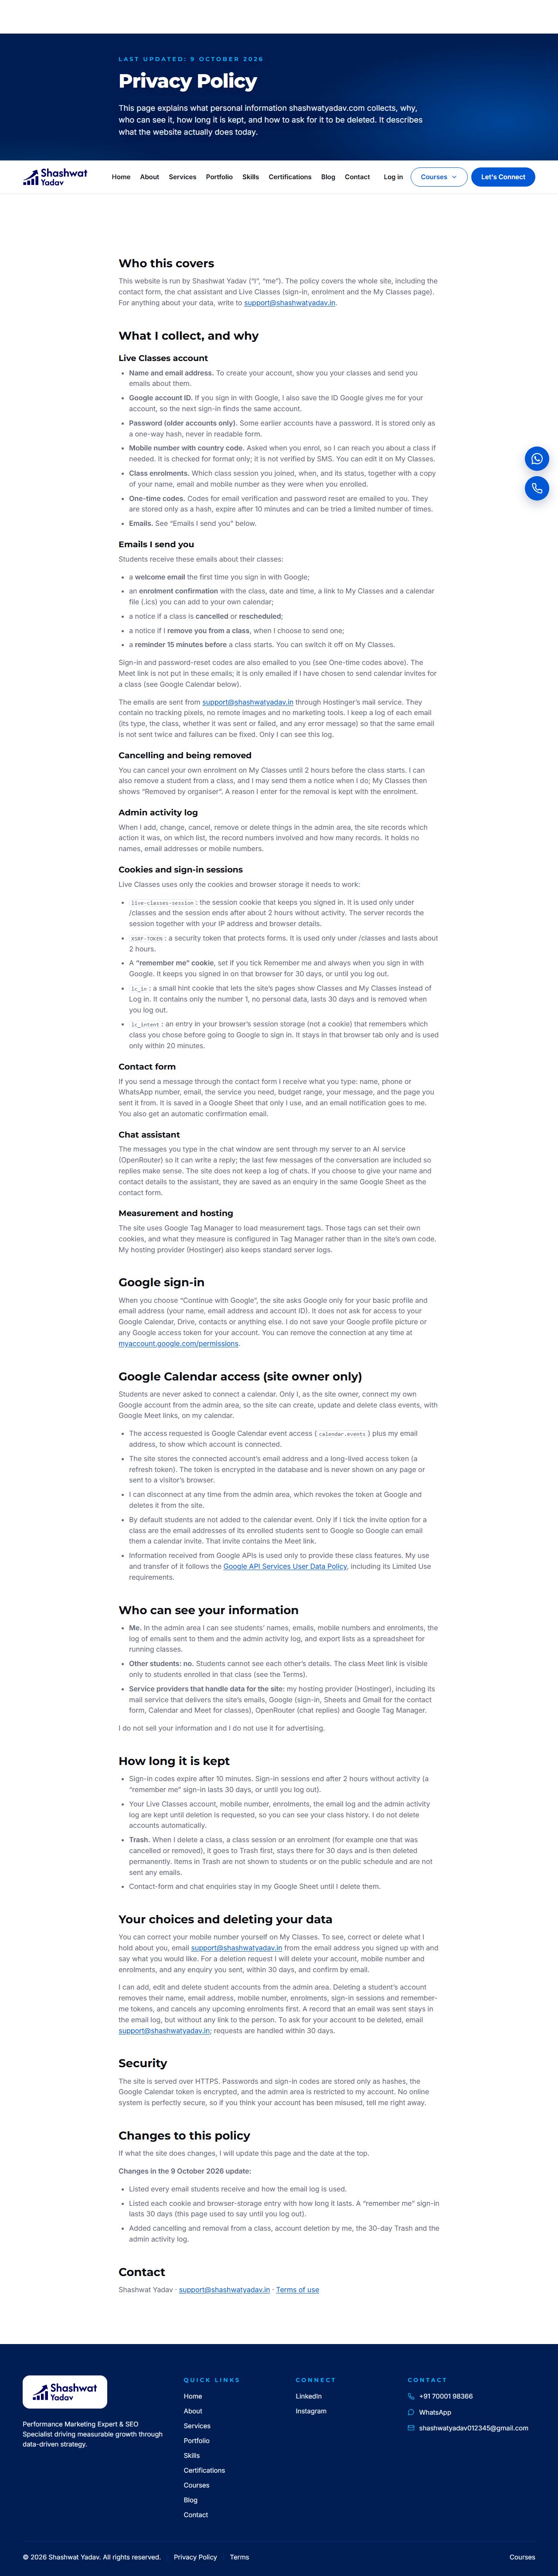 LAST UPDATED: 9 OCTOBER 2026
Privacy Policy
This page explains what personal information shashwatyadav.com collects, why,
who can see it, how long it is kept, and how to ask for it to be deleted. It describes
what the website actually does today.
Shashwat
Yadav
Home About Services Portfolio Skills Certifications Blog Contact Log in Courses Let's Connect
Who this covers
This website is run by Shashwat Yadav (“I”, “me”). The policy covers the whole site, including the
contact form, the chat assistant and Live Classes (sign-in, enrolment and the My Classes page).
For anything about your data, write to support@shashwatyadav.in.
What I collect, and why
Live Classes account
• Name and email address. To create your account, show you your classes and send you
emails about them.
• Google account ID. If you sign in with Google, I also save the ID Google gives me for your
account, so the next sign-in finds the same account.
• Password (older accounts only). Some earlier accounts have a password. It is stored only as
a one-way hash, never in readable form.
• Mobile number with country code. Asked when you enrol, so I can reach you about a class if
needed. It is checked for format only; it is not verified by SMS. You can edit it on My Classes.
• Class enrolments. Which class session you joined, when, and its status, together with a copy
of your name, email and mobile number as they were when you enrolled.
• One-time codes. Codes for email verification and password reset are emailed to you. They
are stored only as a hash, expire after 10 minutes and can be tried a limited number of times.
• Emails. See “Emails I send you” below.
Emails I send you
Students receive these emails about their classes:
• a welcome email the first time you sign in with Google;
• an enrolment confirmation with the class, date and time, a link to My Classes and a calendar
file (.ics) you can add to your own calendar;
• a notice if a class is cancelled or rescheduled;
• a notice if I remove you from a class, when I choose to send one;
• a reminder 15 minutes before a class starts. You can switch it off on My Classes.
Sign-in and password-reset codes are also emailed to you (see One-time codes above). The
Meet link is not put in these emails; it is only emailed if I have chosen to send calendar invites for
a class (see Google Calendar below).
The emails are sent from support@shashwatyadav.in through Hostinger’s mail service. They
contain no tracking pixels, no remote images and no marketing tools. I keep a log of each email
(its type, the class, whether it was sent or failed, and any error message) so that the same email
is not sent twice and failures can be fixed. Only I can see this log.
Cancelling and being removed
You can cancel your own enrolment on My Classes until 2 hours before the class starts. I can
also remove a student from a class, and I may send them a notice when I do; My Classes then
shows “Removed by organiser”. A reason I enter for the removal is kept with the enrolment.
Admin activity log
When I add, change, cancel, remove or delete things in the admin area, the site records which
action it was, on which list, the record numbers involved and how many records. It holds no
names, email addresses or mobile numbers.
Cookies and sign-in sessions
Live Classes uses only the cookies and browser storage it needs to work:
• live-classes-session: the session cookie that keeps you signed in. It is used only under
/classes and the session ends after about 2 hours without activity. The server records the
session together with your IP address and browser details.
• XSRF-TOKEN: a security token that protects forms. It is used only under /classes and lasts about
2 hours.
• A “remember me” cookie, set if you tick Remember me and always when you sign in with
Google. It keeps you signed in on that browser for 30 days, or until you log out.
• lc_in: a small hint cookie that lets the site’s pages show Classes and My Classes instead of
Log in. It contains only the number 1, no personal data, lasts 30 days and is removed when
you log out.
• lc_intent: an entry in your browser’s session storage (not a cookie) that remembers which
class you chose before going to Google to sign in. It stays in that browser tab only and is used
only within 20 minutes.
Contact form
If you send a message through the contact form I receive what you type: name, phone or
WhatsApp number, email, the service you need, budget range, your message, and the page you
sent it from. It is saved in a Google Sheet that only I use, and an email notification goes to me.
You also get an automatic confirmation email.
Chat assistant
The messages you type in the chat window are sent through my server to an AI service
(OpenRouter) so it can write a reply; the last few messages of the conversation are included so
replies make sense. The site does not keep a log of chats. If you choose to give your name and
contact details to the assistant, they are saved as an enquiry in the same Google Sheet as the
contact form.
Measurement and hosting
The site uses Google Tag Manager to load measurement tags. Those tags can set their own
cookies, and what they measure is configured in Tag Manager rather than in the site’s own code.
My hosting provider (Hostinger) also keeps standard server logs.
Google sign-in
When you choose “Continue with Google”, the site asks Google only for your basic profile and
email address (your name, email address and account ID). It does not ask for access to your
Google Calendar, Drive, contacts or anything else. I do not save your Google profile picture or
any Google access token for your account. You can remove the connection at any time at
myaccount.google.com/permissions.
Google Calendar access (site owner only)
Students are never asked to connect a calendar. Only I, as the site owner, connect my own
Google account from the admin area, so the site can create, update and delete class events, with
Google Meet links, on my calendar.
• The access requested is Google Calendar event access (calendar.events) plus my email
address, to show which account is connected.
• The site stores the connected account’s email address and a long-lived access token (a
refresh token). The token is encrypted in the database and is never shown on any page or
sent to a visitor’s browser.
• I can disconnect at any time from the admin area, which revokes the token at Google and
deletes it from the site.
• By default students are not added to the calendar event. Only if I tick the invite option for a
class are the email addresses of its enrolled students sent to Google so Google can email
them a calendar invite. That invite contains the Meet link.
• Information received from Google APIs is used only to provide these class features. My use
and transfer of it follows the Google API Services User Data Policy, including its Limited Use
requirements.
Who can see your information
• Me. In the admin area I can see students’ names, emails, mobile numbers and enrolments, the
log of emails sent to them and the admin activity log, and export lists as a spreadsheet for
running classes.
• Other students: no. Students cannot see each other’s details. The class Meet link is visible
only to students enrolled in that class (see the Terms).
• Service providers that handle data for the site: my hosting provider (Hostinger), including its
mail service that delivers the site’s emails, Google (sign-in, Sheets and Gmail for the contact
form, Calendar and Meet for classes), OpenRouter (chat replies) and Google Tag Manager.
I do not sell your information and I do not use it for advertising.
How long it is kept
• Sign-in codes expire after 10 minutes. Sign-in sessions end after 2 hours without activity (a
“remember me” sign-in lasts 30 days, or until you log out).
• Your Live Classes account, mobile number, enrolments, the email log and the admin activity
log are kept until deletion is requested, so you can see your class history. I do not delete
accounts automatically.
• Trash. When I delete a class, a class session or an enrolment (for example one that was
cancelled or removed), it goes to Trash first, stays there for 30 days and is then deleted
permanently. Items in Trash are not shown to students or on the public schedule and are not
sent any emails.
• Contact-form and chat enquiries stay in my Google Sheet until I delete them.
Your choices and deleting your data
You can correct your mobile number yourself on My Classes. To see, correct or delete what I
hold about you, email support@shashwatyadav.in from the email address you signed up with and
say what you would like. For a deletion request I will delete your account, mobile number and
enrolments, and any enquiry you sent, within 30 days, and confirm by email.
I can add, edit and delete student accounts from the admin area. Deleting a student’s account
removes their name, email address, mobile number, enrolments, sign-in sessions and remember-
me tokens, and cancels any upcoming enrolments first. A record that an email was sent stays in
the email log, but without any link to the person. To ask for your account to be deleted, email
support@shashwatyadav.in; requests are handled within 30 days.
Security
The site is served over HTTPS. Passwords and sign-in codes are stored only as hashes, the
Google Calendar token is encrypted, and the admin area is restricted to my account. No online
system is perfectly secure, so if you think your account has been misused, tell me right away.
Changes to this policy
If what the site does changes, I will update this page and the date at the top.
Changes in the 9 October 2026 update:
• Listed every email students receive and how the email log is used.
• Listed each cookie and browser-storage entry with how long it lasts. A “remember me” sign-in
lasts 30 days (this page used to say until you log out).
• Added cancelling and removal from a class, account deletion by me, the 30-day Trash and the
admin activity log.
Contact
Shashwat Yadav · support@shashwatyadav.in · Terms of use
Shashwat
Yadav
Performance Marketing Expert & SEO
Specialist driving measurable growth through
data-driven strategy.
QUICK LINKS
Home
About
Services
Portfolio
Skills
Certifications
Courses
Blog
Contact
CONNECT
LinkedIn
Instagram
CONTACT
+91 70001 98366
WhatsApp
shashwatyadav012345@gmail.com
© 2026 Shashwat Yadav. All rights reserved. Privacy Policy Terms Courses